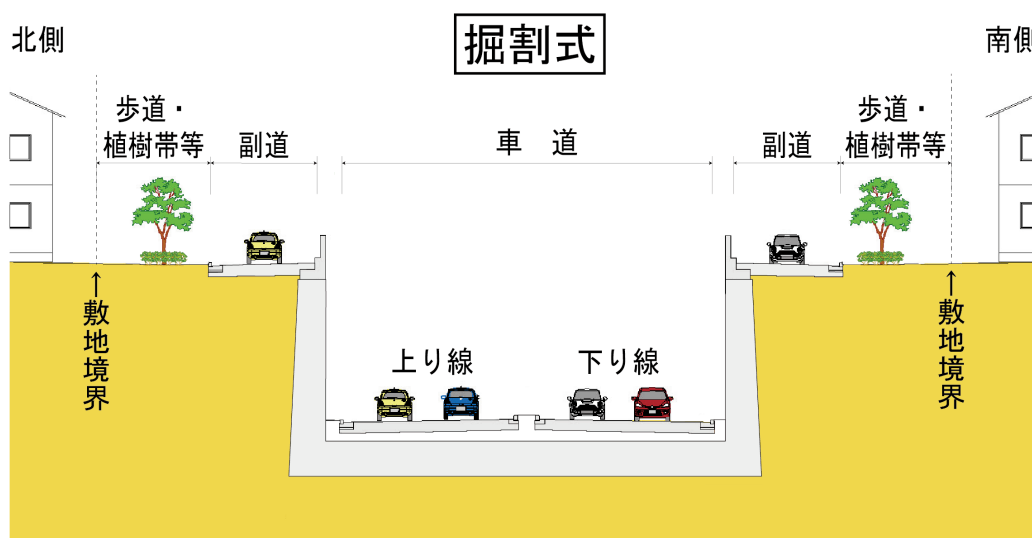 掘割式
北側
南側
歩道・
植樹帯等
副道
車 道
副道
歩道・
植樹帯等
上り線
下り線
↑敷地境界
↑敷地境界